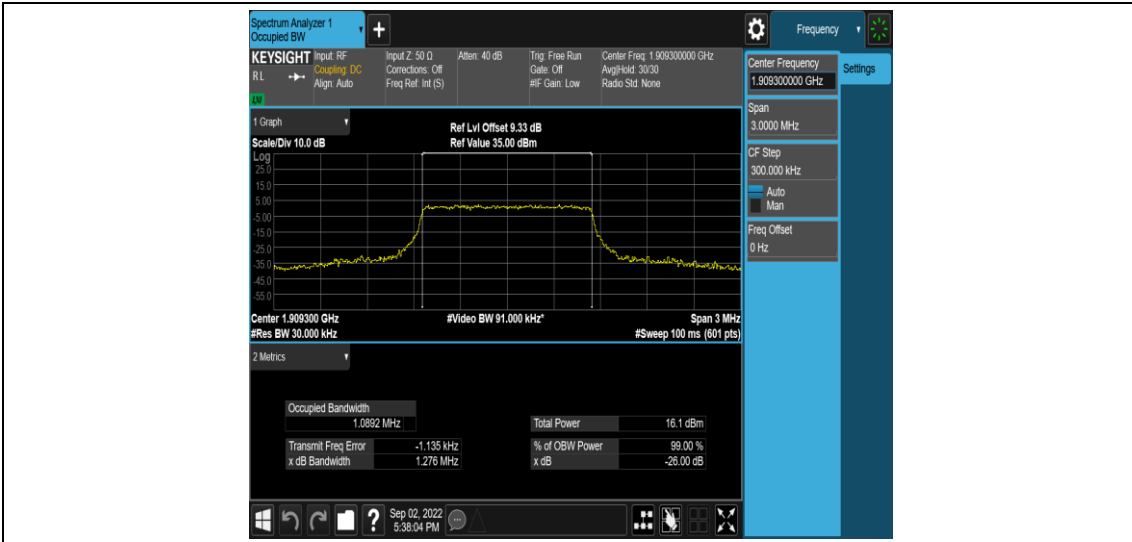 Spectrum Analyzer 1
Occupied BW
+
Frequency
KEYSIGHT
RL
LXI
Input: RF
Coupling: DC
Align: Auto
Input Z: 50 Ω
Corrections: Off
Freq Ref: Int (S)
Atten: 40 dB
Trig: Free Run
Gate: Off
#IF Gain: Low
Center Freq: 1.909300000 GHz
Avg|Hold: 30/30
Radio Std: None
Center Frequency
1.909300000 GHz
Settings
Span
3.0000 MHz
CF Step
300.000 kHz
Auto
Man
Freq Offset
0 Hz
1 Graph
Ref Lvl Offset 9.33 dB
Scale/Div 10.0 dB
Ref Value 35.00 dBm
Log
25.0
15.0
5.00
-5.00
-15.0
-25.0
-35.0
-45.0
-55.0
Center 1.909300 GHz
#Video BW 91.000 kHz*
Span 3 MHz
#Res BW 30.000 kHz
#Sweep 100 ms (601 pts)
2 Metrics
Occupied Bandwidth
1.0892 MHz
Total Power 16.1 dBm
Transmit Freq Error -1.135 kHz
% of OBW Power 99.00 %
x dB Bandwidth 1.276 MHz
x dB -26.00 dB
?
Sep 02, 2022
5:38:04 PM